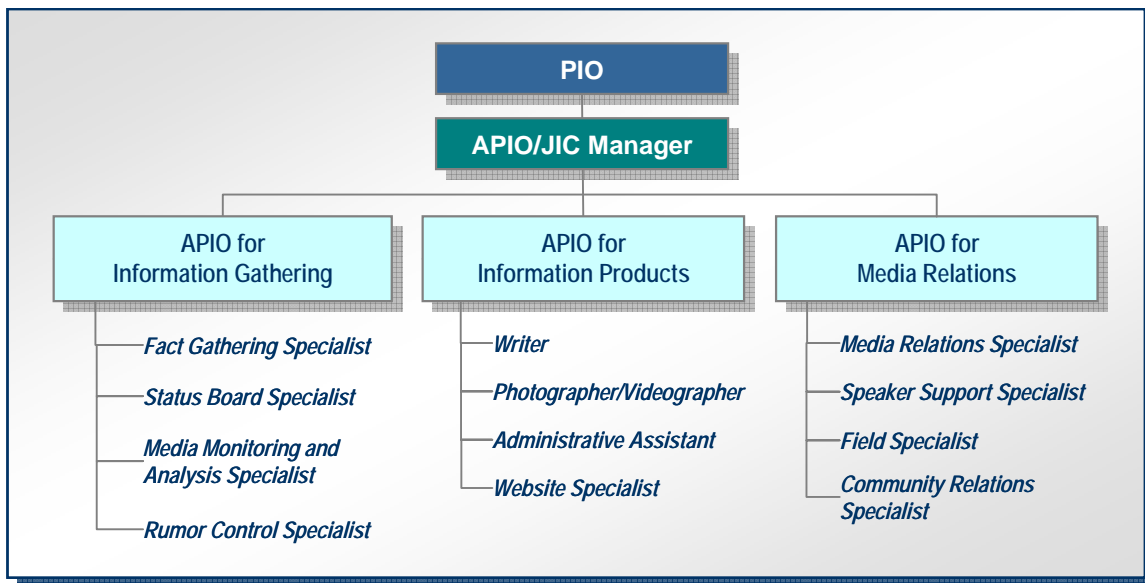 PIO
APIO/JIC Manager
APIO for
Information Gathering
Fact Gathering Specialist
Status Board Specialist
Media Monitoring and
Analysis Specialist
Rumor Control Specialist
APIO for
Information Products
Writer
Photographer/Videographer
Administrative Assistant
Website Specialist
APIO for
Media Relations
Media Relations Specialist
Speaker Support Specialist
Field Specialist
Community Relations
Specialist